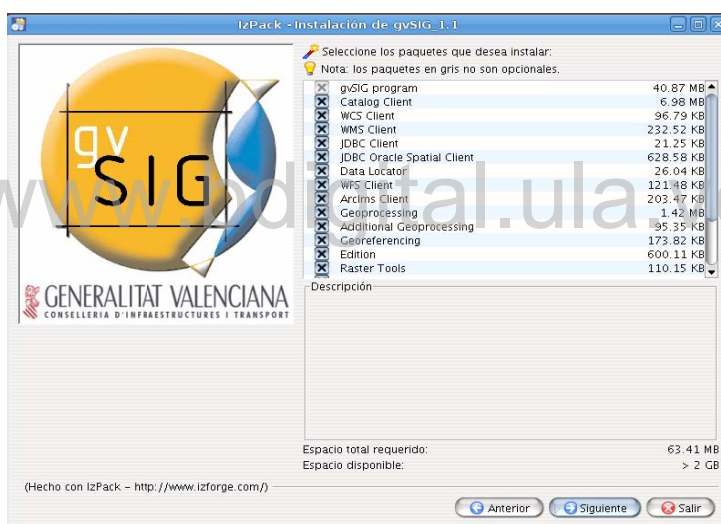 IzPack - Instalación de gvSIG_1.1
gv
SIG
GENERALITAT VALENCIANA
CONSELLERIA D'INFRAESTRUCTURES I TRANSPORT
Seleccione los paquetes que desea instalar:
Nota: los paquetes en gris no son opcionales.
gvSIG program 40.87 MB
Catalog Client 6.98 MB
WCS Client 96.79 KB
WMS Client 232.52 KB
JDBC Client 21.25 KB
JDBC Oracle Spatial Client 628.58 KB
Data Locator 26.04 KB
WFS Client 121.48 KB
ArcIms Client 203.47 KB
Geoprocessing 1.42 MB
Additional Geoprocessing 95.35 KB
Georeferencing 173.82 KB
Edition 600.11 KB
Raster Tools 110.15 KB
Descripción
Espacio total requerido: 63.41 MB
Espacio disponible: > 2 GB
(Hecho con IzPack - http://www.izforge.com/)
Anterior
Siguiente
Salir
www.bdigital.ula.v